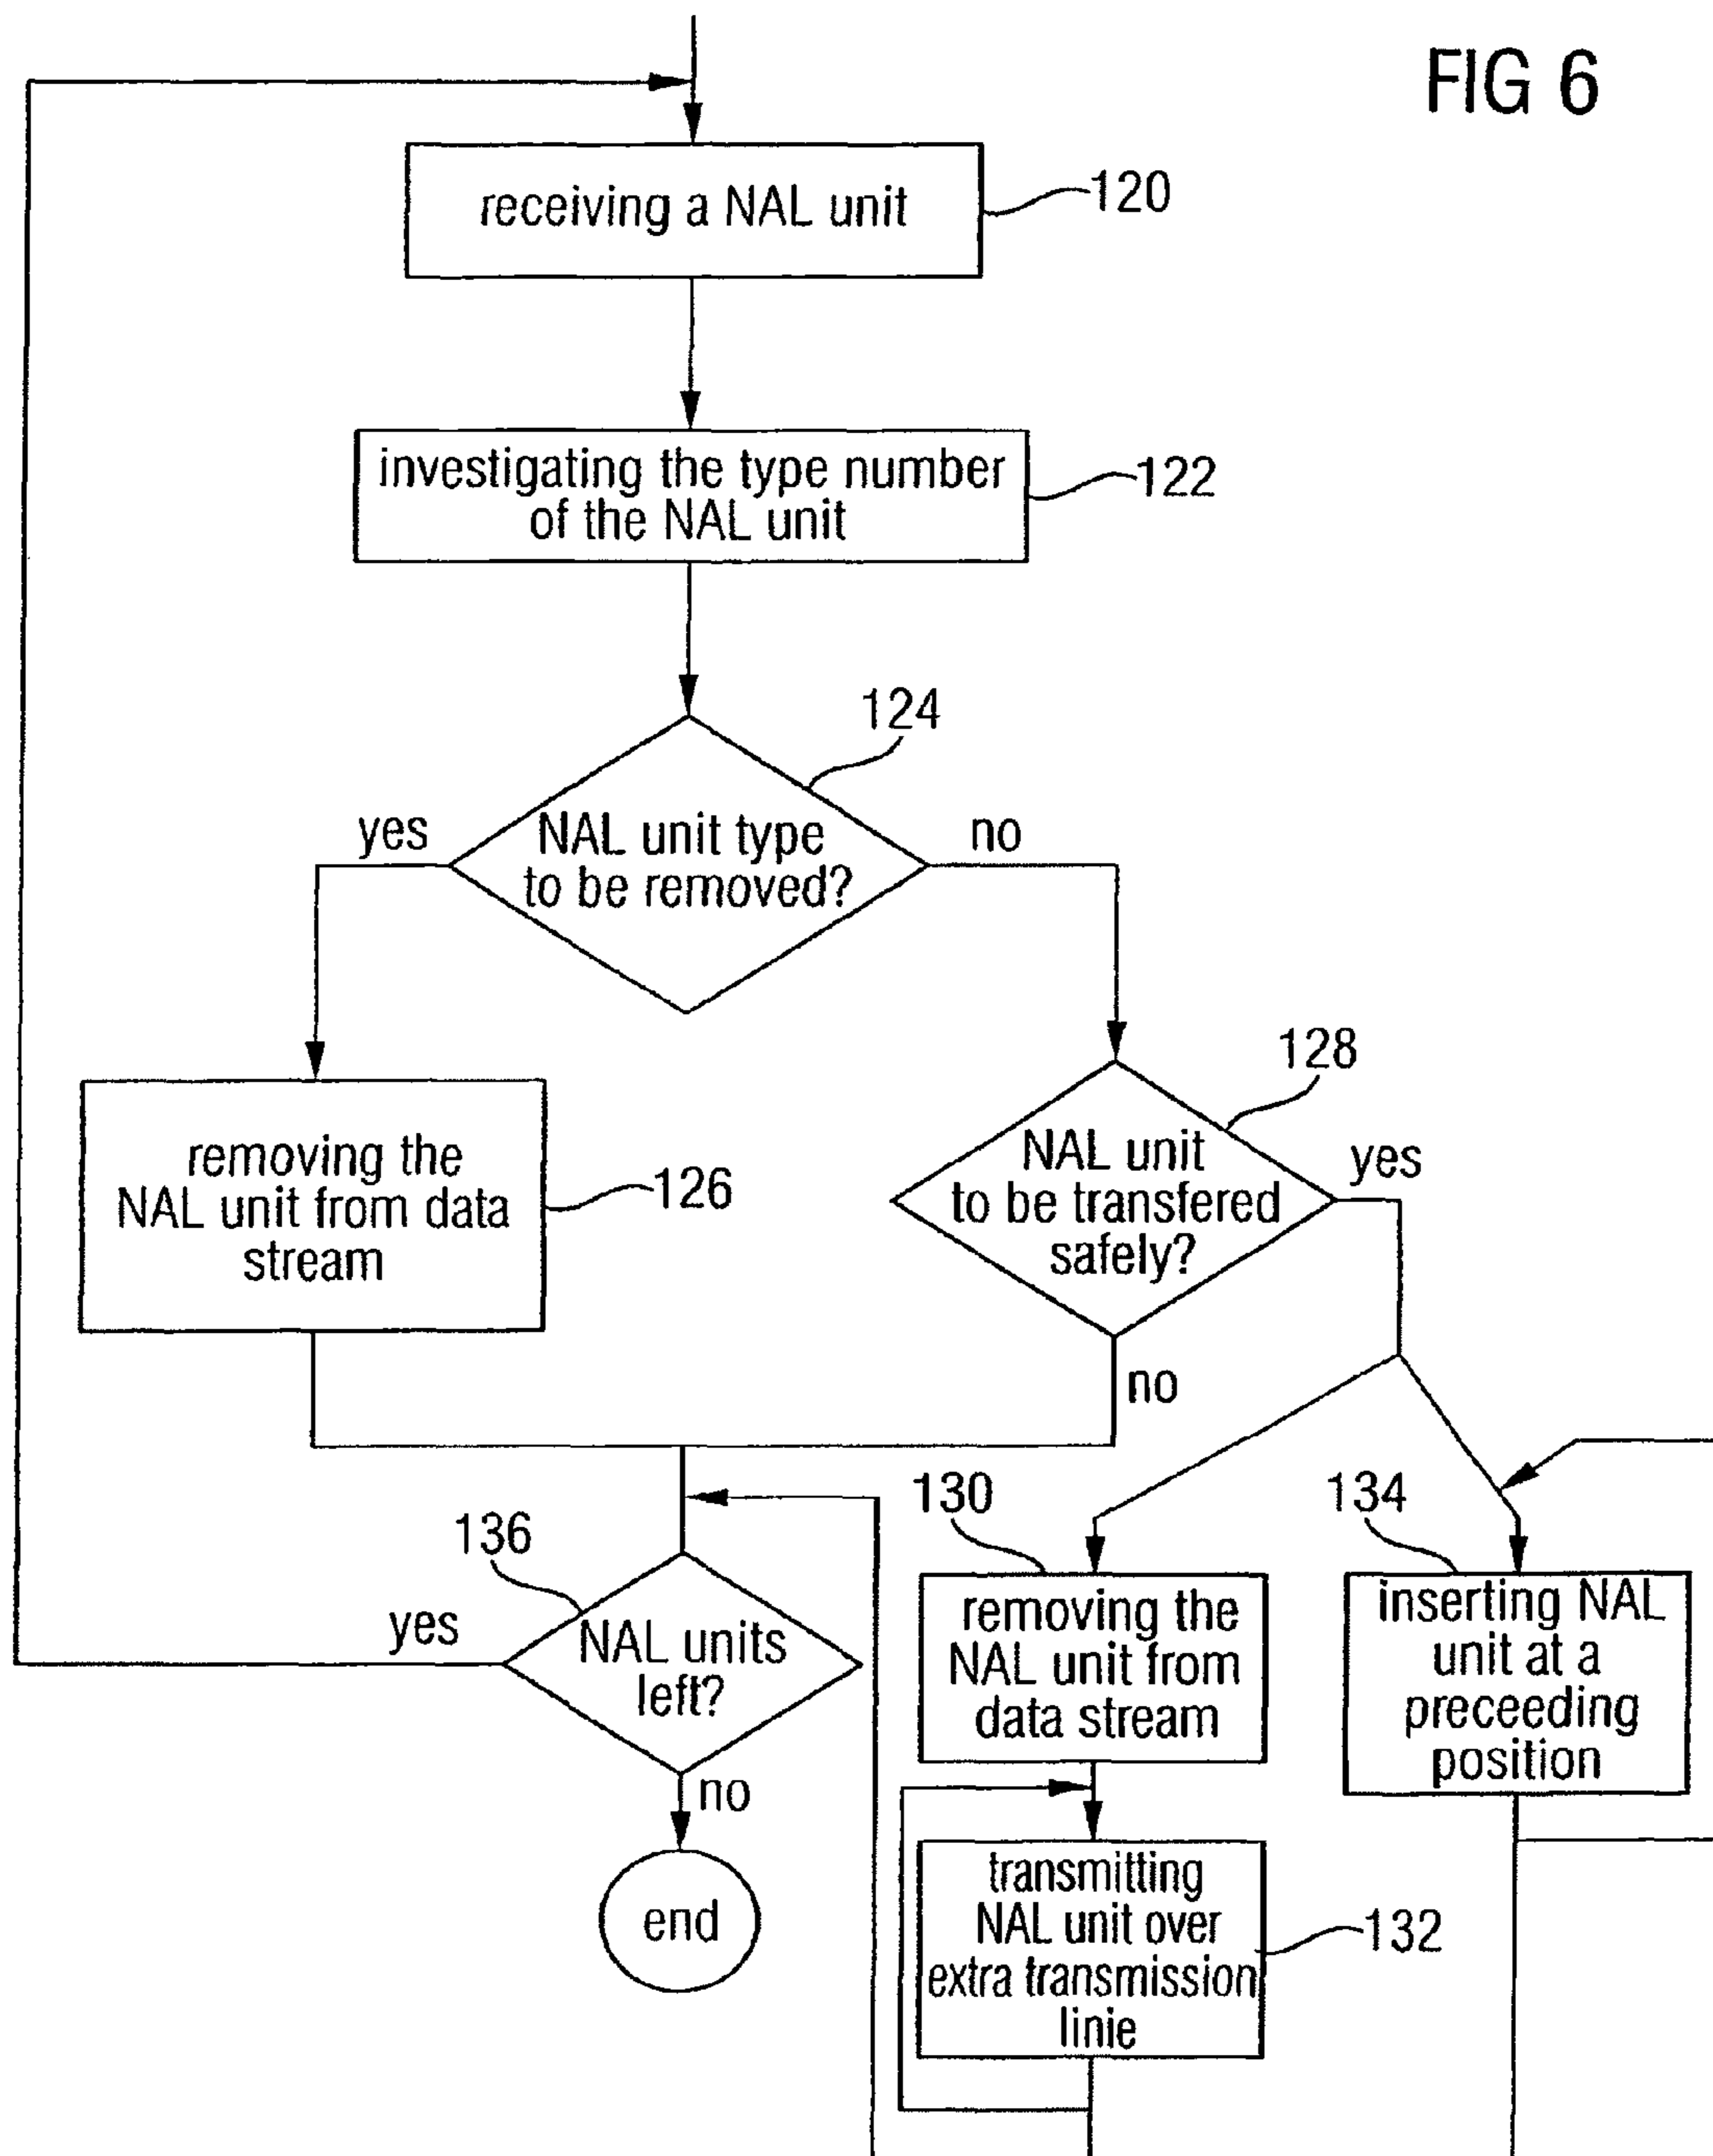 FIG 6
receiving a NAL unit
120
investigating the type number
of the NAL unit
122
124
yes
NAL unit type
to be removed?
no
128
removing the
NAL unit from data
stream
126
NAL unit
to be transfered
safely?
yes
no
136
yes
NAL units
left?
no
end
130
removing the
NAL unit from
data stream
134
inserting NAL
unit at a
preceeding
position
transmitting
NAL unit over
extra transmission
linie
132